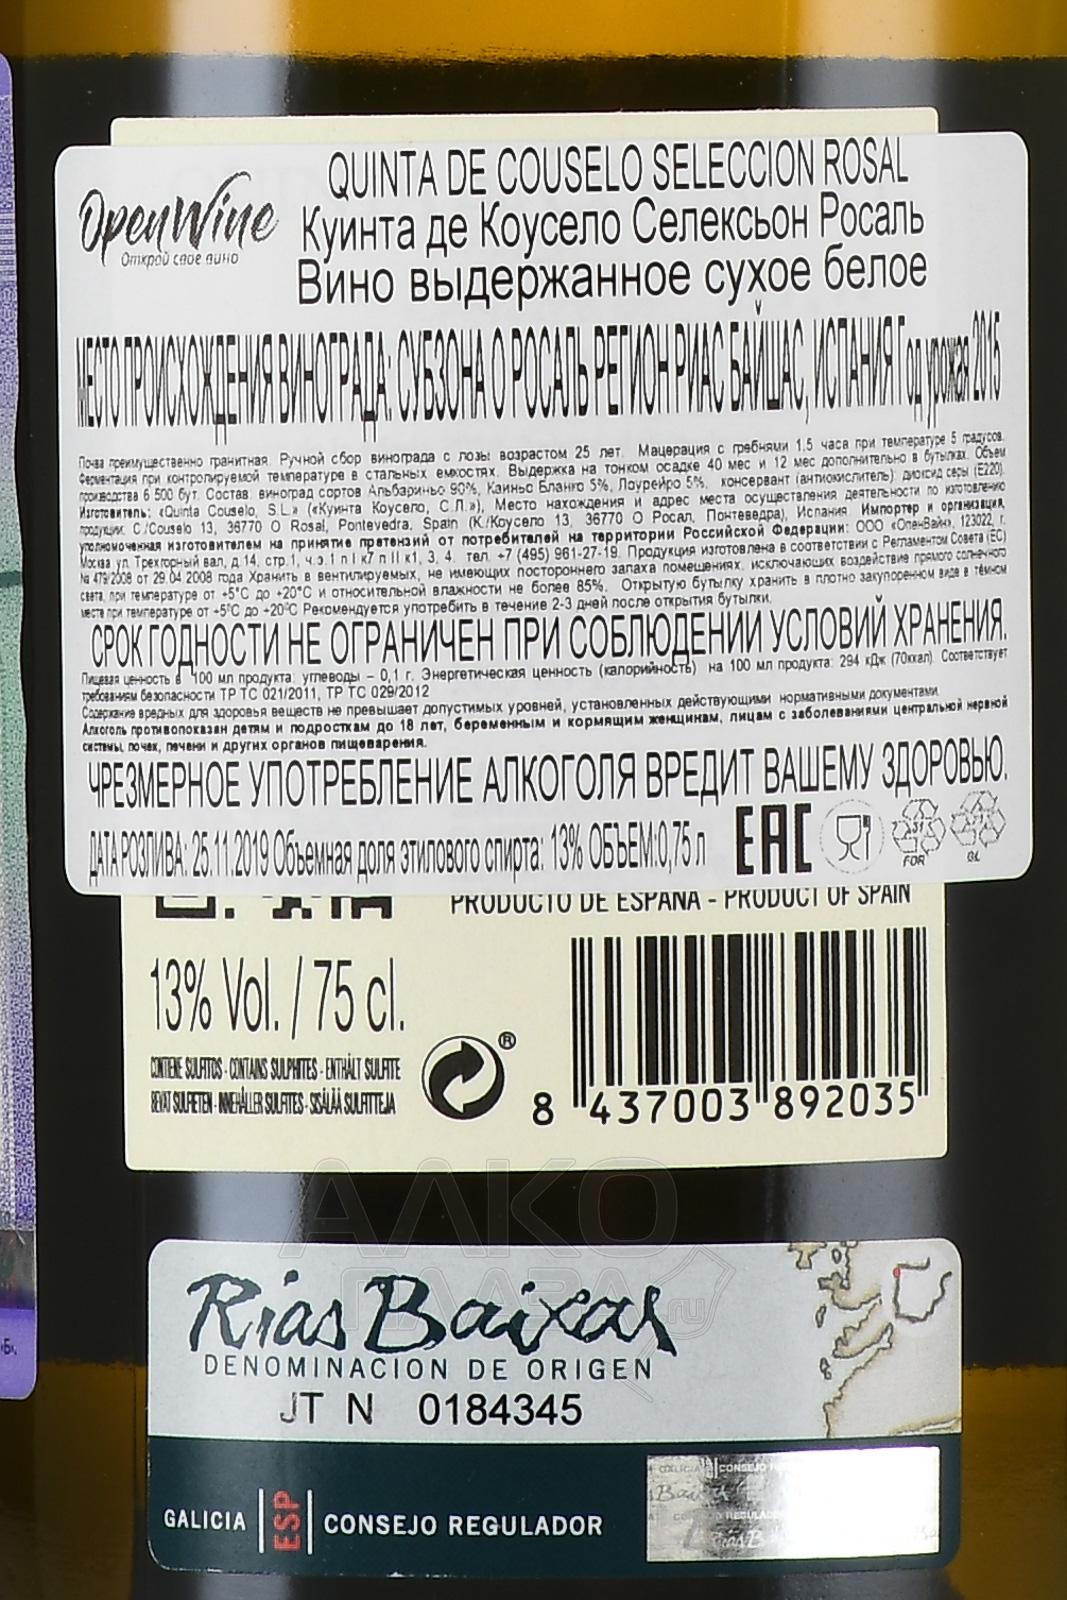 QUINTA DE COUSELO SELECCION ROSAL
OpenWine
Открой свое вино
Куинта де Коусело Селексьон Росаль
Вино выдержанное сухое белое
МЕСТО ПРОИСХОЖДЕНИЯ ВИНОГРАДА: СУБЗОНА О РОСАЛЬ РЕГИОН РИАС БАЙШАС, ИСПАНИЯ Год урожая 2015
Почва преимущественно гранитная. Ручной сбор винограда с лозы возрастом 25 лет. Мацерация с гребнями 1,5 часа при температуре 5 градусов.
Ферментация при контролируемой температуре в стальных емкостях. Выдержка на тонком осадке 40 мес и 12 мес дополнительно в бутылках. Объем
производства 6 500 бут. Состав: виноград сортов Альбариньо 90%, Каиньо Бланко 5%, Лоурейро 5%, консервант (антиокислитель) диоксид серы (E220).
Изготовитель: «Quinta Couselo, S.L.» («Куинта Коусело, С.Л.»), Место нахождения и адрес места осуществления деятельности по изготовлению
продукции: C./Couselo 13, 36770 O Rosal, Pontevedra, Spain (К./Коусело 13, 36770 О Росал, Понтеведра), Испания. Импортер и организация,
уполномоченная изготовителем на принятие претензий от потребителей на территории Российской Федерации: ООО «ОпенВайн», 123022, г.
Москва ул. Трехгорный вал, д.14, стр.1, ч.э.1 п I к7 п II к1, 3, 4. тел. +7 (495) 961-27-19. Продукция изготовлена в соответствии с Регламентом Совета (ЕС)
№ 479/2008 от 29.04.2008 года Хранить в вентилируемых, не имеющих постороннего запаха помещениях, исключающих воздействие прямого солнечного
света, при температуре от +5°С до +20°С и относительной влажности не более 85%. Открытую бутылку хранить в плотно закупоренном виде в тёмном
месте при температуре от +5°С до +20°С Рекомендуется употребить в течение 2-3 дней после открытия бутылки.
СРОК ГОДНОСТИ НЕ ОГРАНИЧЕН ПРИ СОБЛЮДЕНИИ УСЛОВИЙ ХРАНЕНИЯ.
Пищевая ценность в 100 мл продукта: углеводы – 0,1 г. Энергетическая ценность (калорийность) на 100 мл продукта: 294 кДж (70ккал). Соответствует
требованиям безопасности ТР ТС 021/2011, ТР ТС 029/2012
Содержание вредных для здоровья веществ не превышает допустимых уровней, установленных действующими нормативными документами.
Алкоголь противопоказан детям и подросткам до 18 лет, беременным и кормящим женщинам, лицам с заболеваниями центральной нервной
системы, почек, печени и других органов пищеварения.
ЧРЕЗМЕРНОЕ УПОТРЕБЛЕНИЕ АЛКОГОЛЯ ВРЕДИТ ВАШЕМУ ЗДОРОВЬЮ.
ДАТА РОЗЛИВА: 25.11.2019 Объемная доля этилового спирта: 13% ОБЪЕМ:0,75 л
EAC
51
FOR
71
GL
PRODUCTO DE ESPAÑA - PRODUCT OF SPAIN
13% Vol. / 75 cl.
CONTIENE SULFITOS - CONTAINS SULPHITES - ENTHÄLT SULFITE
BEVAT SULFIETEN - INNEHÅLLER SULFITES - SISÄLÄÄ SULFITTEJA
®
8 437003 892035
АЛКО
ПЛАЗА.ru
Rías Baixas
DENOMINACION DE ORIGEN
JT N 0184345
GALICIA ESP CONSEJO REGULADOR